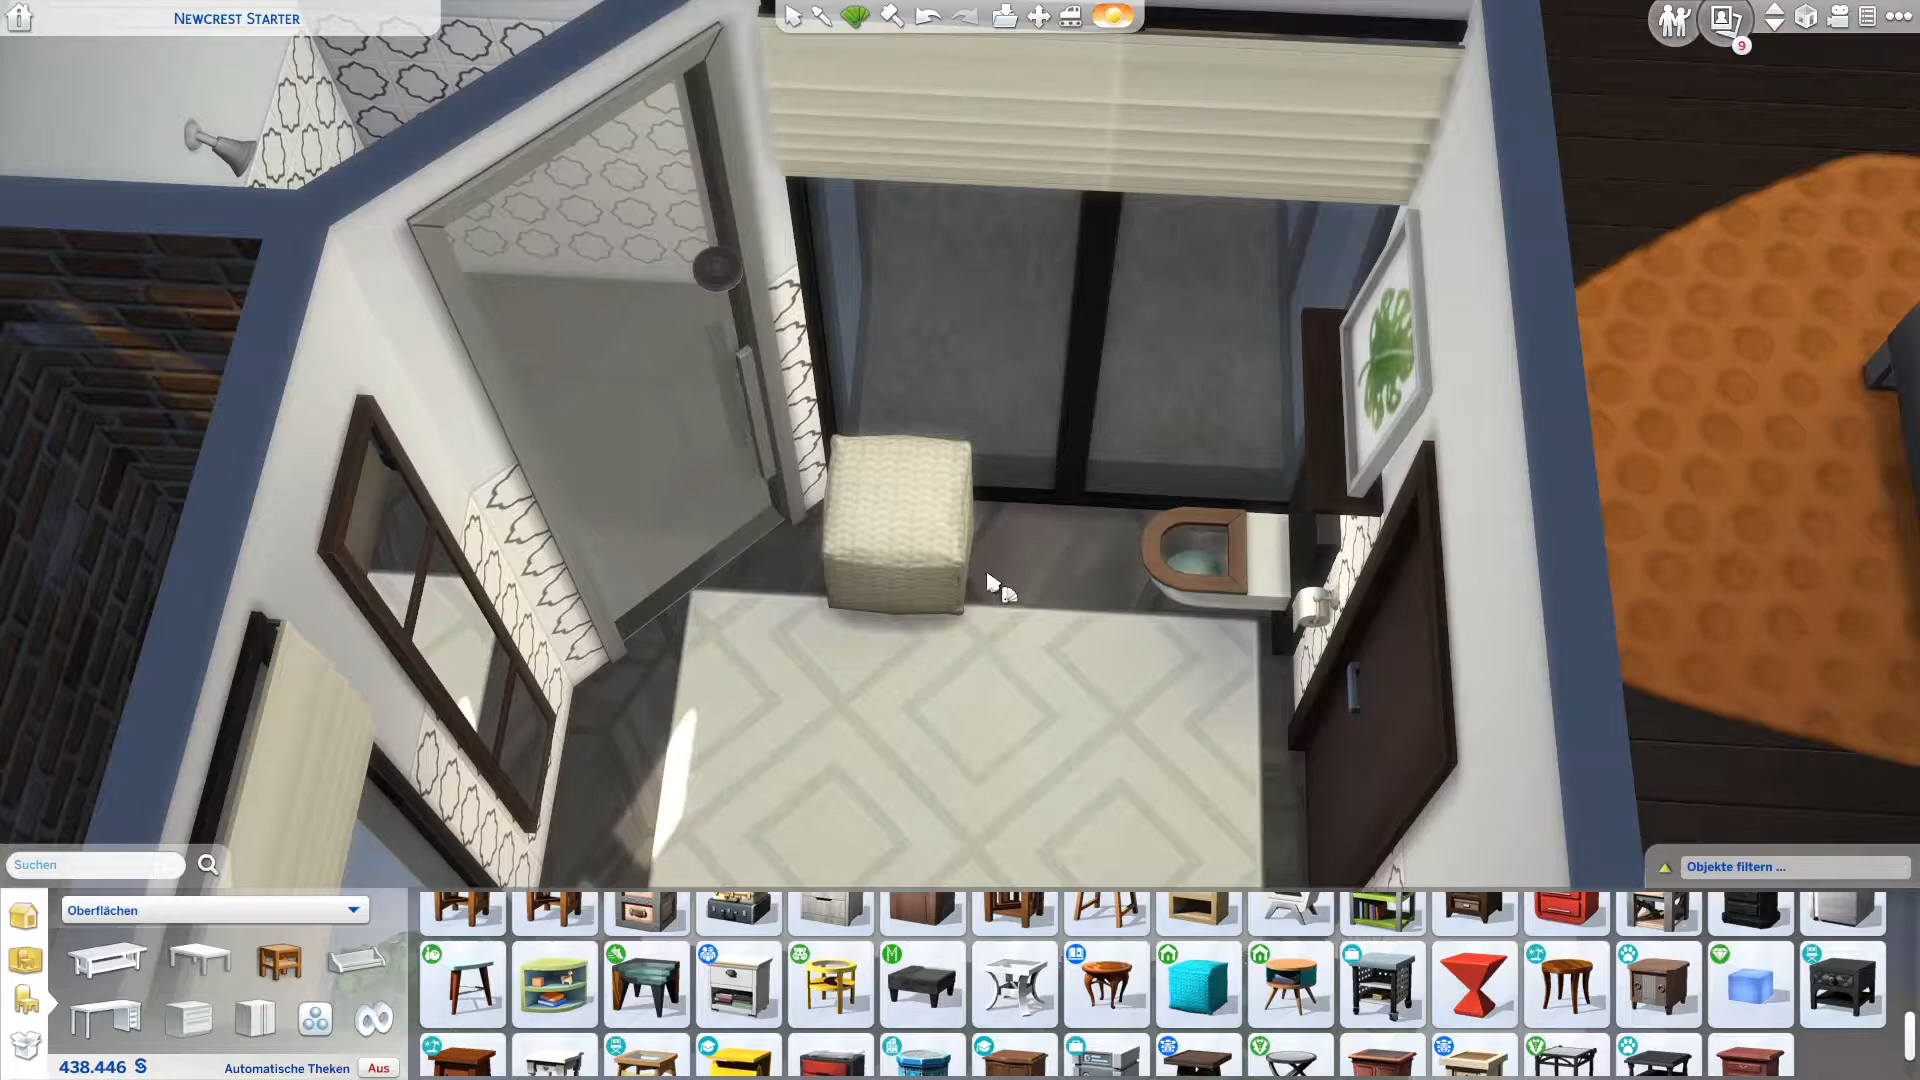 Newcrest Starter
9
Suchen
Objekte filtern ...
Oberflächen
438.446 S
Automatische Theken
Aus